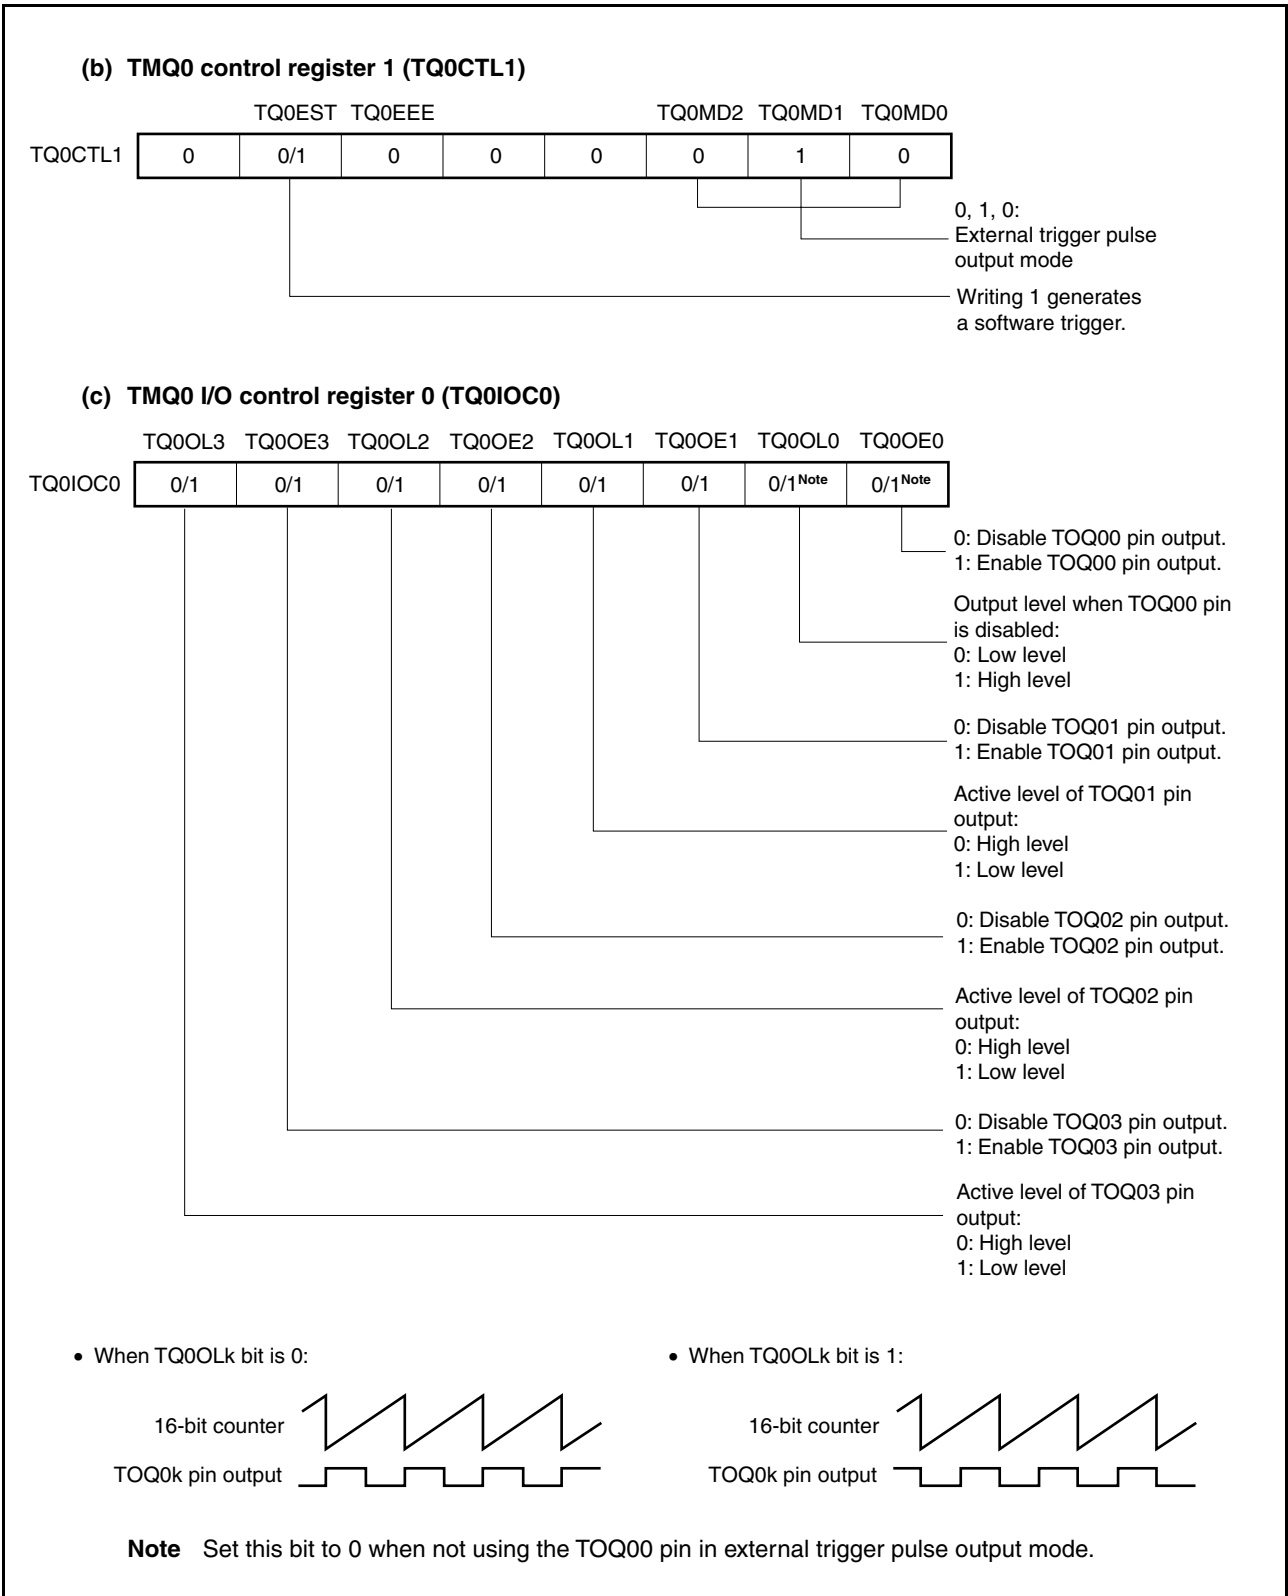 (b) TMQ0 control register 1 (TQ0CTL1)
TQ0EST TQ0EEE TQ0MD2 TQ0MD1 TQ0MD0
TQ0CTL1 0 0/1 0 0 0 0 1 0
0, 1, 0:
External trigger pulse
output mode
Writing 1 generates
a software trigger.
(c) TMQ0 I/O control register 0 (TQ0IOC0)
TQ0OL3 TQ0OE3 TQ0OL2 TQ0OE2 TQ0OL1 TQ0OE1 TQ0OL0 TQ0OE0
TQ0IOC0 0/1 0/1 0/1 0/1 0/1 0/1 0/1Note 0/1Note
0: Disable TOQ00 pin output.
1: Enable TOQ00 pin output.
Output level when TOQ00 pin
is disabled:
0: Low level
1: High level
0: Disable TOQ01 pin output.
1: Enable TOQ01 pin output.
Active level of TOQ01 pin
output:
0: High level
1: Low level
0: Disable TOQ02 pin output.
1: Enable TOQ02 pin output.
Active level of TOQ02 pin
output:
0: High level
1: Low level
0: Disable TOQ03 pin output.
1: Enable TOQ03 pin output.
Active level of TOQ03 pin
output:
0: High level
1: Low level
• When TQ0OLk bit is 0:
16-bit counter
TOQ0k pin output
• When TQ0OLk bit is 1:
16-bit counter
TOQ0k pin output
Note Set this bit to 0 when not using the TOQ00 pin in external trigger pulse output mode.